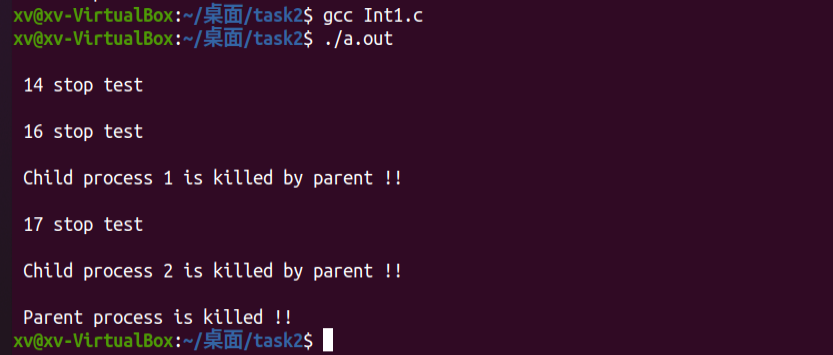 xv@xv-VirtualBox:~/桌面/task2$ gcc Int1.c
xv@xv-VirtualBox:~/桌面/task2$ ./a.out
14 stop test
16 stop test
Child process 1 is killed by parent !!
17 stop test
Child process 2 is killed by parent !!
Parent process is killed !!
xv@xv-VirtualBox:~/桌面/task2$